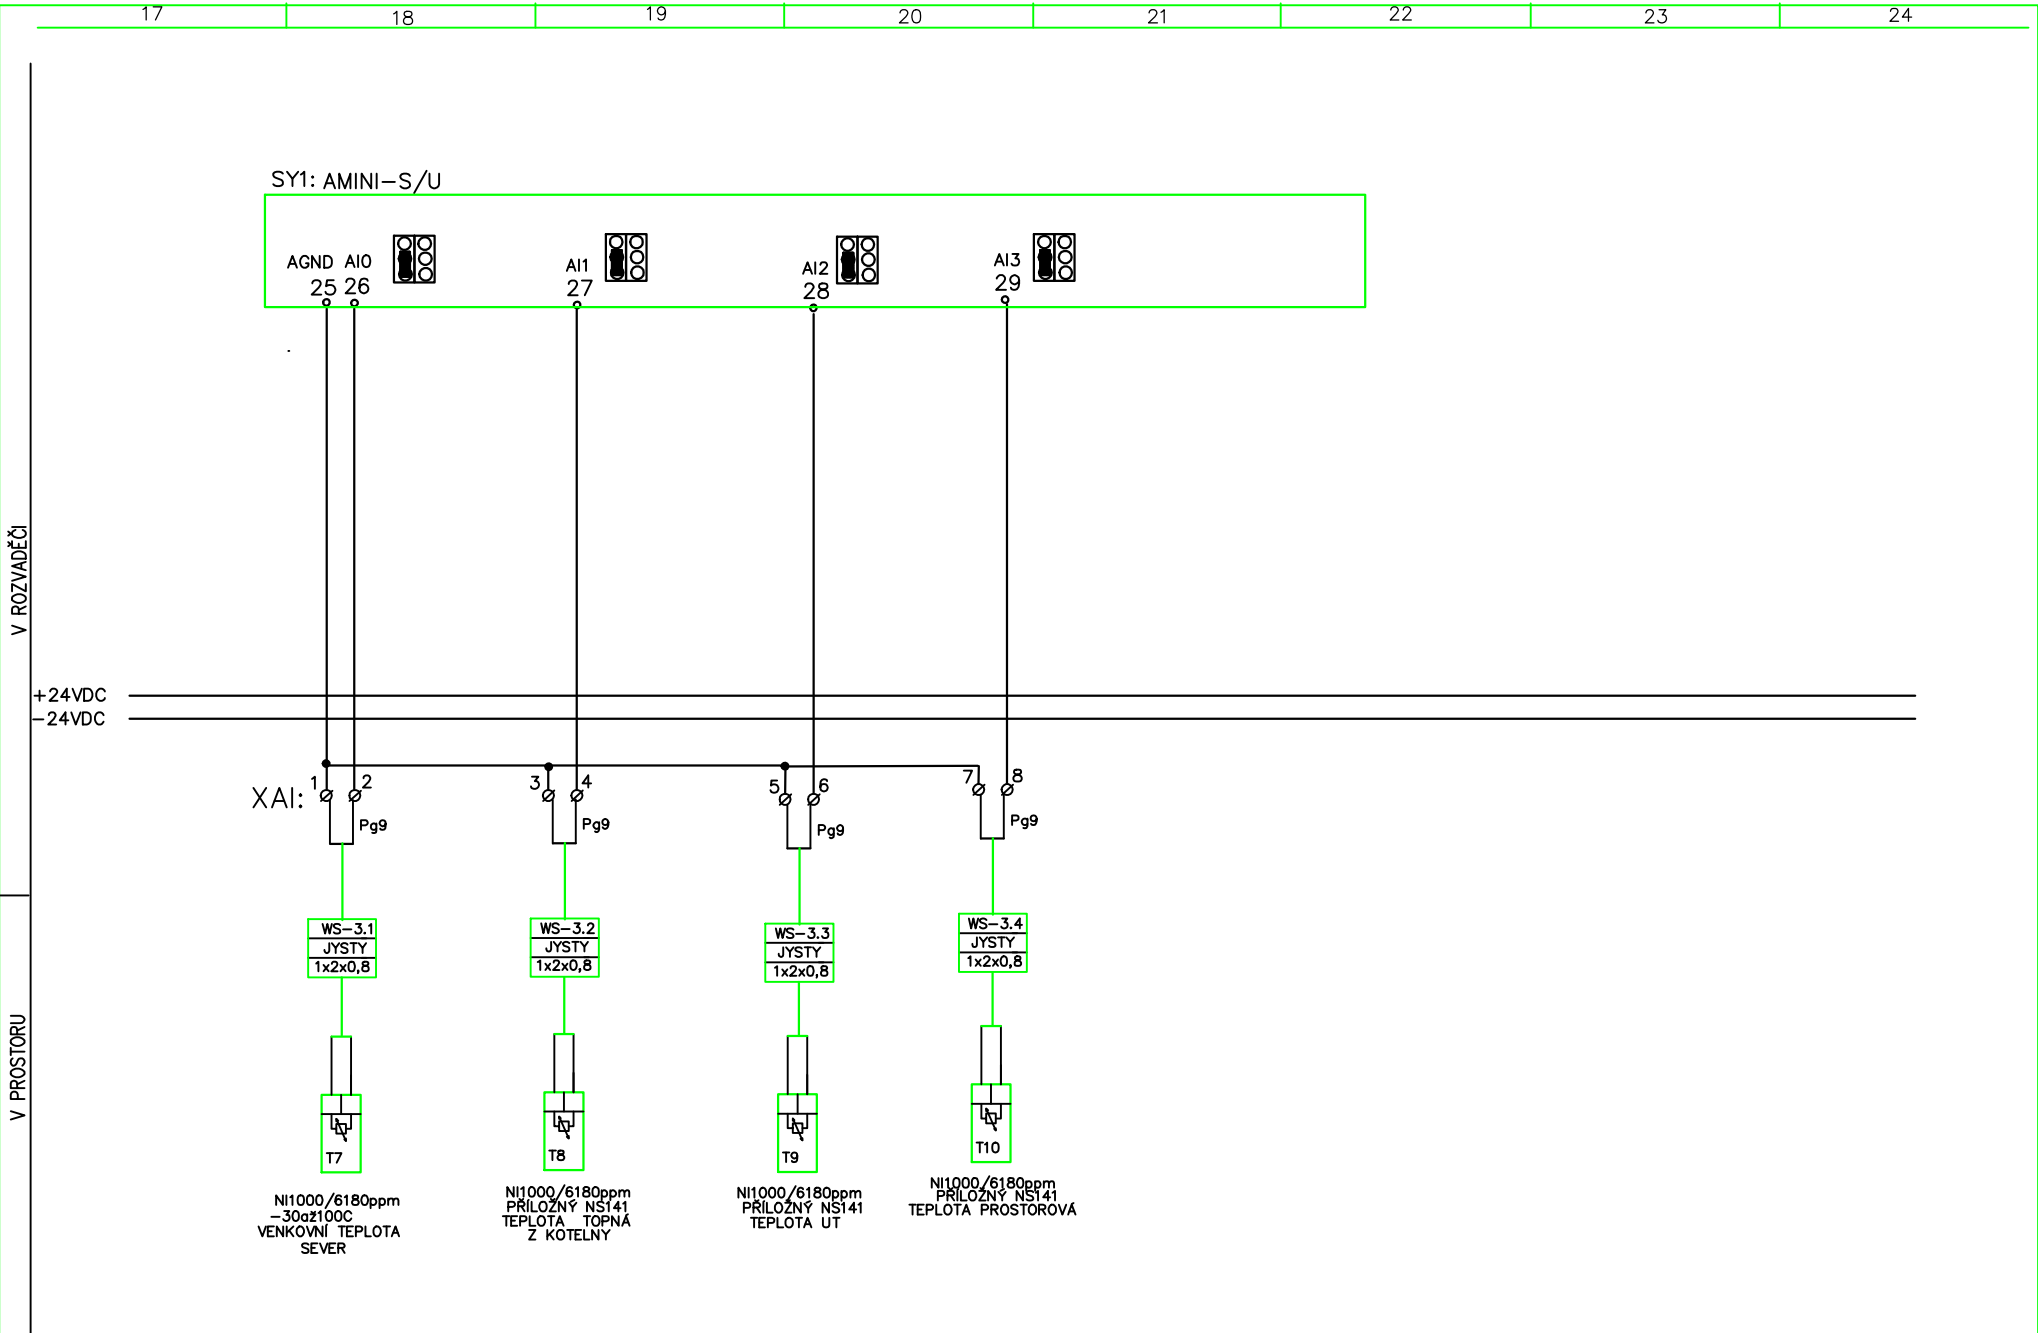 17 18 19 20 21 22 23 24
SY1: AMINI-S/U
AGND AI0 AI1 AI2 AI3
25 26 27 28 29
V ROZVADĚČI
+24VDC
-24VDC
XAI: 1 2 3 4 5 6 7 8
Pg9 Pg9 Pg9 Pg9
V PROSTORU
WS-3.1
JYSTY
1x2x0,8
WS-3.2
JYSTY
1x2x0,8
WS-3.3
JYSTY
1x2x0,8
WS-3.4
JYSTY
1x2x0,8
T7
NI1000/6180ppm
-30až100C
VENKOVNÍ TEPLOTA
SEVER
T8
NI1000/6180ppm
PŘÍLOŽNÝ NS141
TEPLOTA TOPNÁ
Z KOTELNY
T9
NI1000/6180ppm
PŘÍLOŽNÝ NS141
TEPLOTA UT
T10
NI1000/6180ppm
PŘÍLOŽNÝ NS141
TEPLOTA PROSTOROVÁ